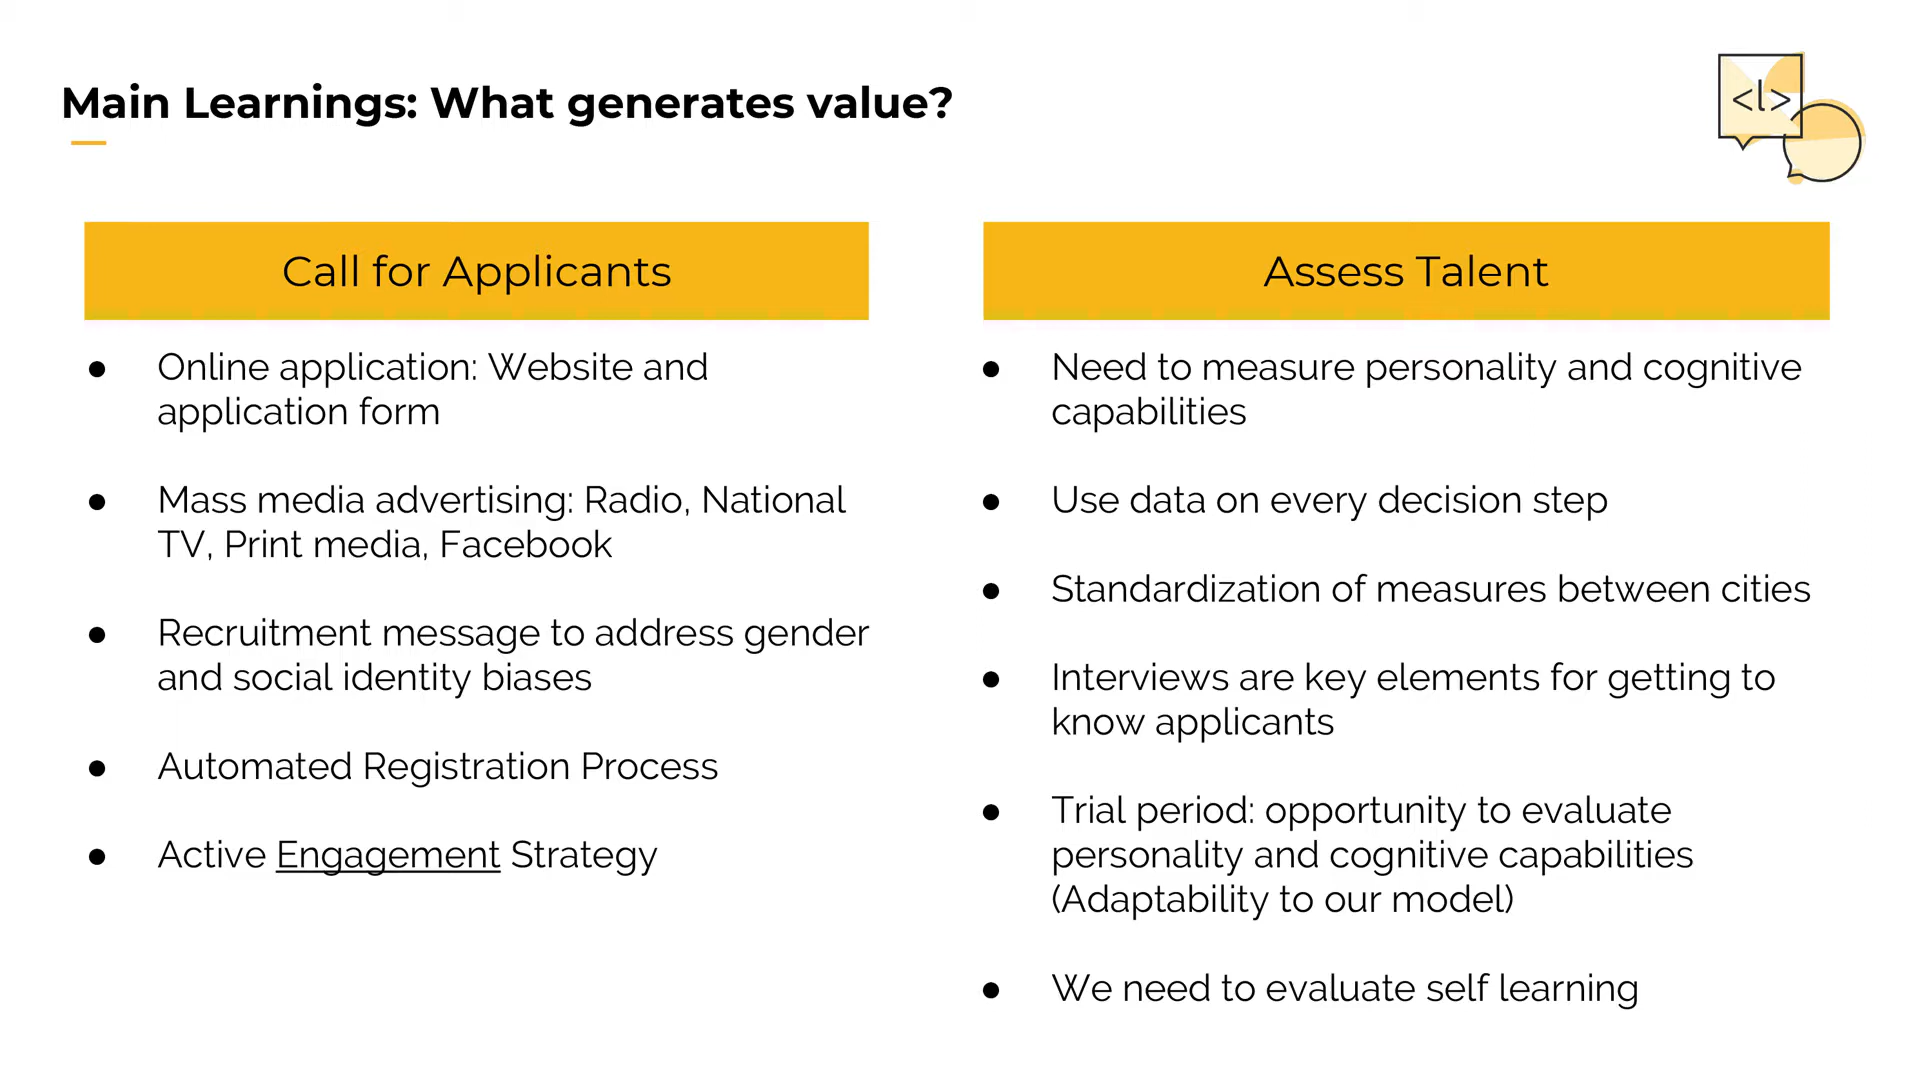 Main Learnings: What generates value?
<l>
Call for Applicants
● Online application: Website and
application form
● Mass media advertising: Radio, National
TV, Print media, Facebook
● Recruitment message to address gender
and social identity biases
● Automated Registration Process
● Active Engagement Strategy
Assess Talent
● Need to measure personality and cognitive
capabilities
● Use data on every decision step
● Standardization of measures between cities
● Interviews are key elements for getting to
know applicants
● Trial period: opportunity to evaluate
personality and cognitive capabilities
(Adaptability to our model)
● We need to evaluate self learning